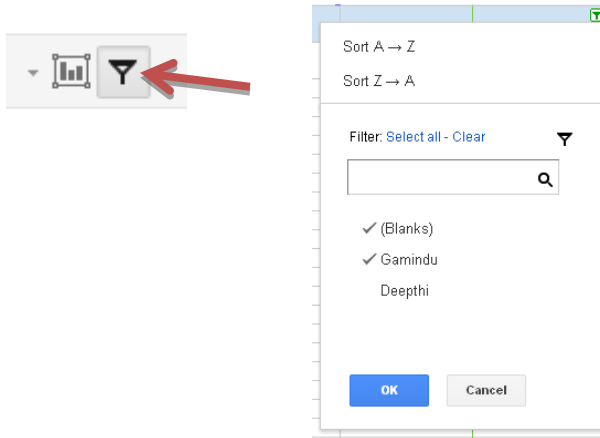 Sort A → Z
Sort Z → A
Filter: Select all - Clear
(Blanks)
Gamindu
Deepthi
OK Cancel